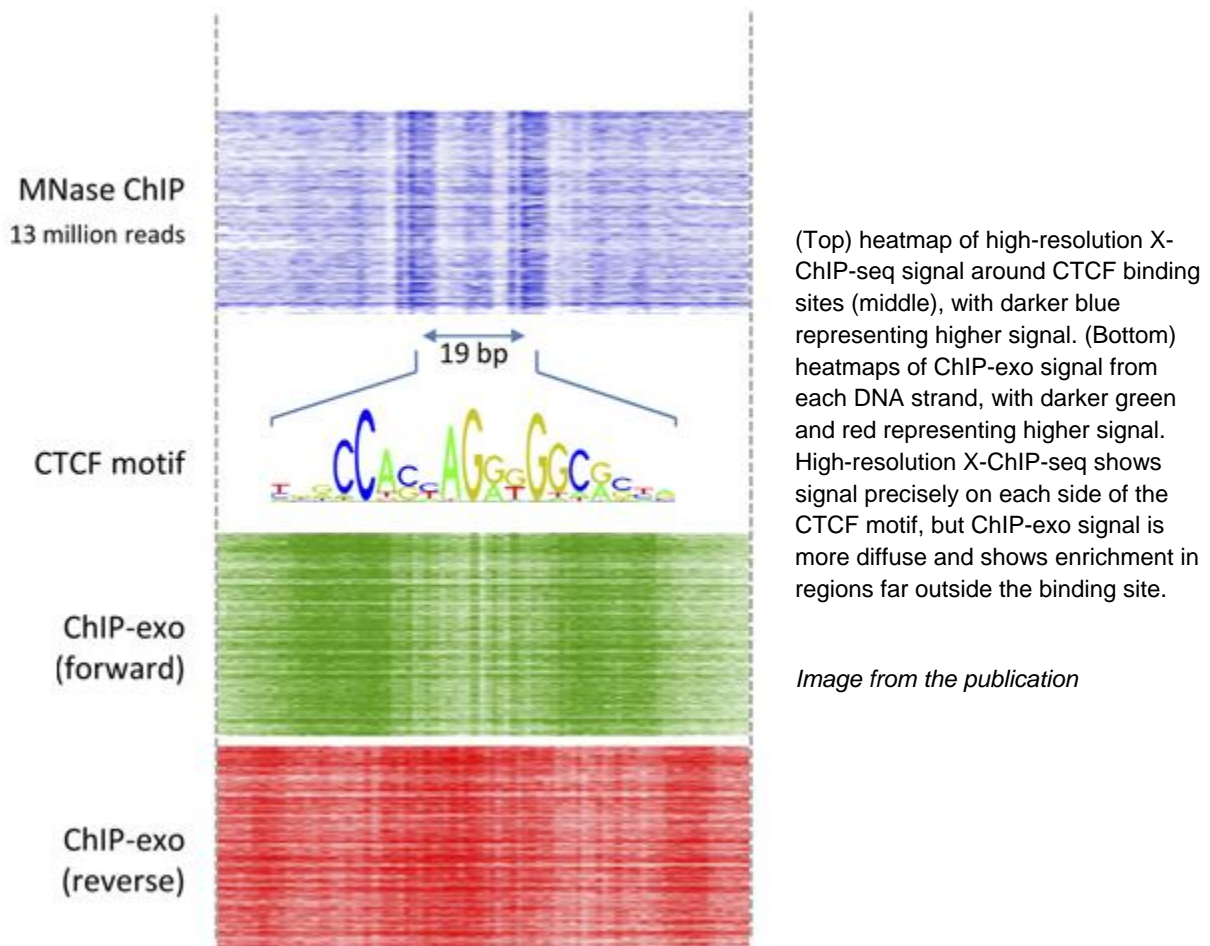 MNase ChIP
13 million reads
19 bp
CTCF motif
ChIP-exo
(forward)
ChIP-exo
(reverse)
(Top) heatmap of high-resolution X-
ChIP-seq signal around CTCF binding
sites (middle), with darker blue
representing higher signal. (Bottom)
heatmaps of ChIP-exo signal from
each DNA strand, with darker green
and red representing higher signal.
High-resolution X-ChIP-seq shows
signal precisely on each side of the
CTCF motif, but ChIP-exo signal is
more diffuse and shows enrichment in
regions far outside the binding site.
Image from the publication